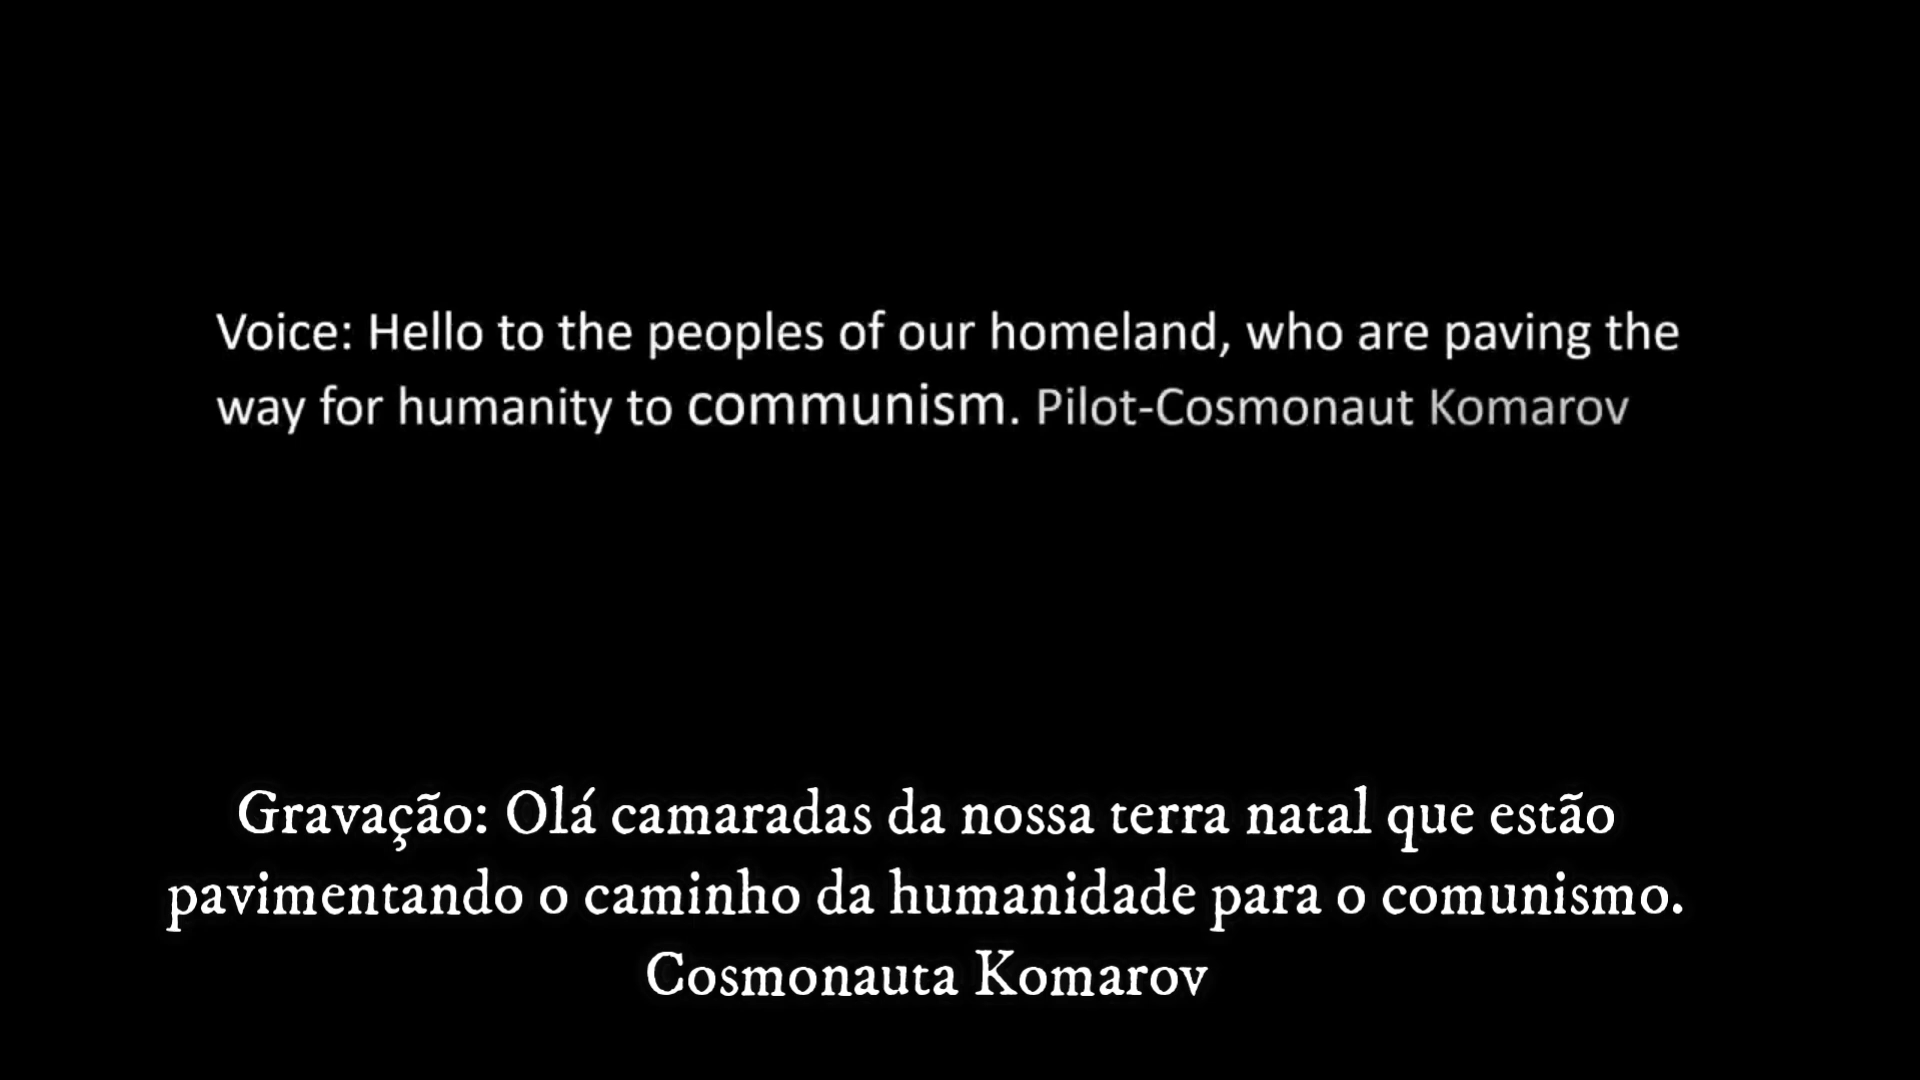 Voice: Hello to the peoples of our homeland, who are paving the
way for humanity to communism. Pilot-Cosmonaut Komarov
Gravação: Olá camaradas da nossa terra natal que estão
pavimentando o caminho da humanidade para o comunismo.
Cosmonauta Komarov